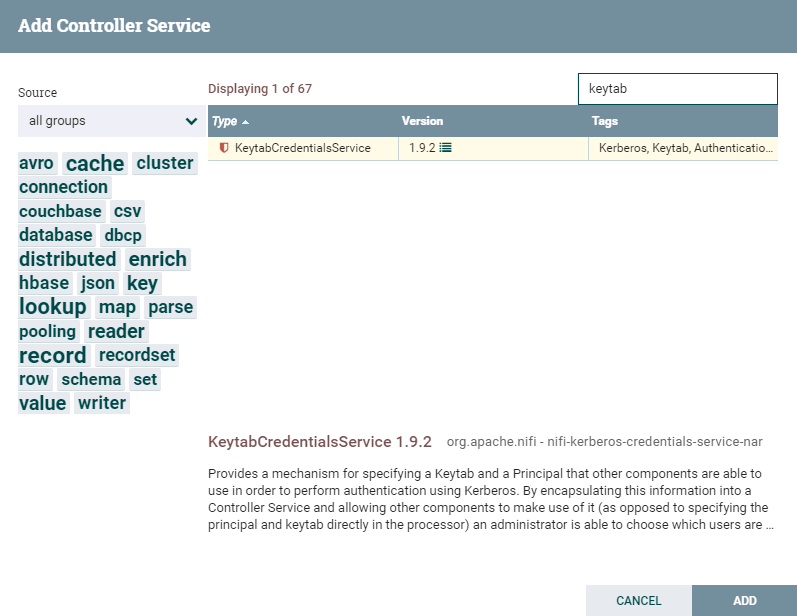 Add Controller Service
Source
Displaying 1 of 67
keytab
all groups
Type Version Tags
KeytabCredentialsService 1.9.2 Kerberos, Keytab, Authenticatio...
avro cache cluster
connection
couchbase csv
database dbcp
distributed enrich
hbase json key
lookup map parse
pooling reader
record recordset
row schema set
value writer
KeytabCredentialsService 1.9.2 org.apache.nifi - nifi-kerberos-credentials-service-nar
Provides a mechanism for specifying a Keytab and a Principal that other components are able to
use in order to perform authentication using Kerberos. By encapsulating this information into a
Controller Service and allowing other components to make use of it (as opposed to specifying the
principal and keytab directly in the processor) an administrator is able to choose which users are ...
CANCEL ADD